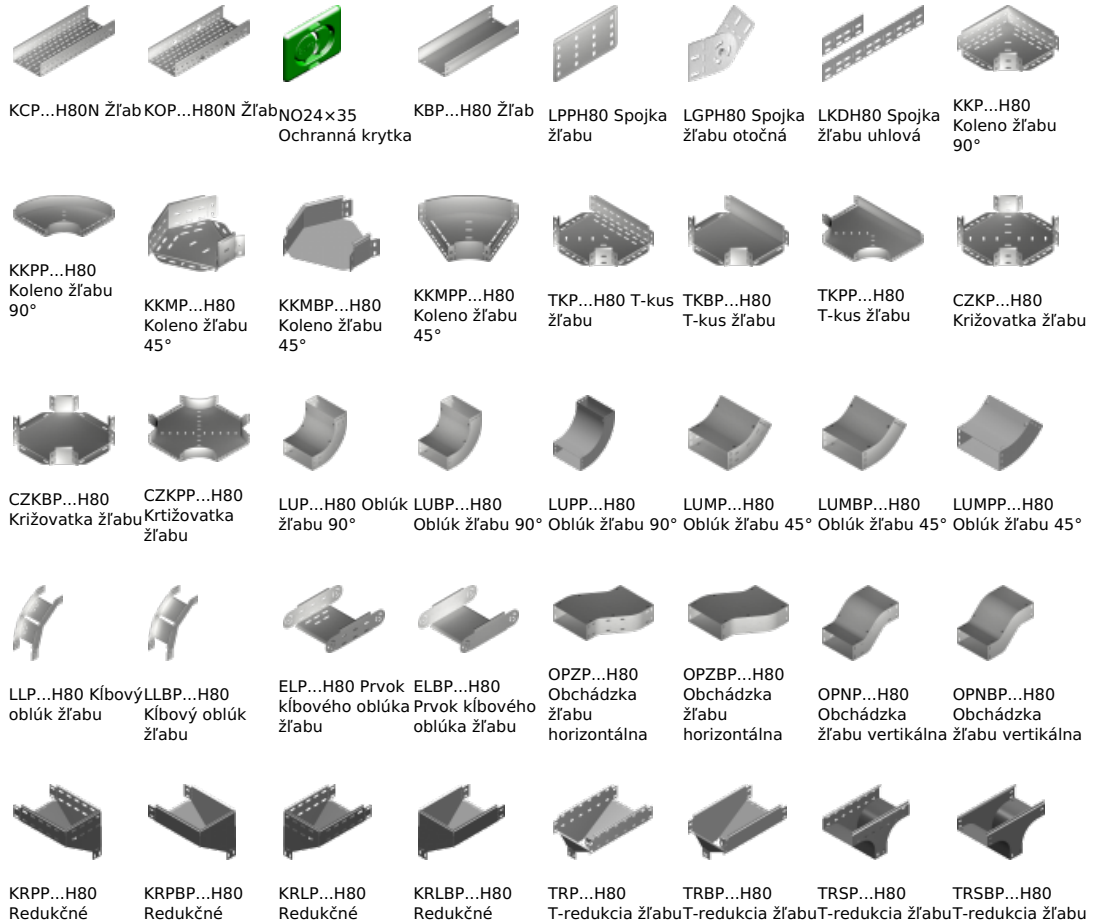 KCP...H80N Žľab
KOP...H80N Žľab
NO24×35
Ochranná krytka
KBP...H80 Žľab
LPPH80 Spojka
žľabu
LGPH80 Spojka
žľabu otočná
LKDH80 Spojka
žľabu uhlová
KKP...H80
Koleno žľabu
90°
KKPP...H80
Koleno žľabu
90°
KKMP...H80
Koleno žľabu
45°
KKMBP...H80
Koleno žľabu
45°
KKMPP...H80
Koleno žľabu
45°
TKP...H80 T-kus
žľabu
TKBP...H80
T-kus žľabu
TKPP...H80
T-kus žľabu
CZKP...H80
Križovatka žľabu
CZKBP...H80
Križovatka žľabu
CZKPP...H80
Krtižovatka
žľabu
LUP...H80 Oblúk
žľabu 90°
LUBP...H80
Oblúk žľabu 90°
LUPP...H80
Oblúk žľabu 90°
LUMP...H80
Oblúk žľabu 45°
LUMBP...H80
Oblúk žľabu 45°
LUMPP...H80
Oblúk žľabu 45°
LLP...H80 Kĺbový
oblúk žľabu
LLBP...H80
Kĺbový oblúk
žľabu
ELP...H80 Prvok
kĺbového oblúka
žľabu
ELBP...H80
Prvok kĺbového
oblúka žľabu
OPZP...H80
Obchádzka
žľabu
horizontálna
OPZBP...H80
Obchádzka
žľabu
horizontálna
OPNP...H80
Obchádzka
žľabu vertikálna
OPNBP...H80
Obchádzka
žľabu vertikálna
KRPP...H80
Redukčné
KRPBP...H80
Redukčné
KRLP...H80
Redukčné
KRLBP...H80
Redukčné
TRP...H80
T-redukcia žľabu
TRBP...H80
T-redukcia žľabu
TRSP...H80
T-redukcia žľabu
TRSBP...H80
T-redukcia žľabu